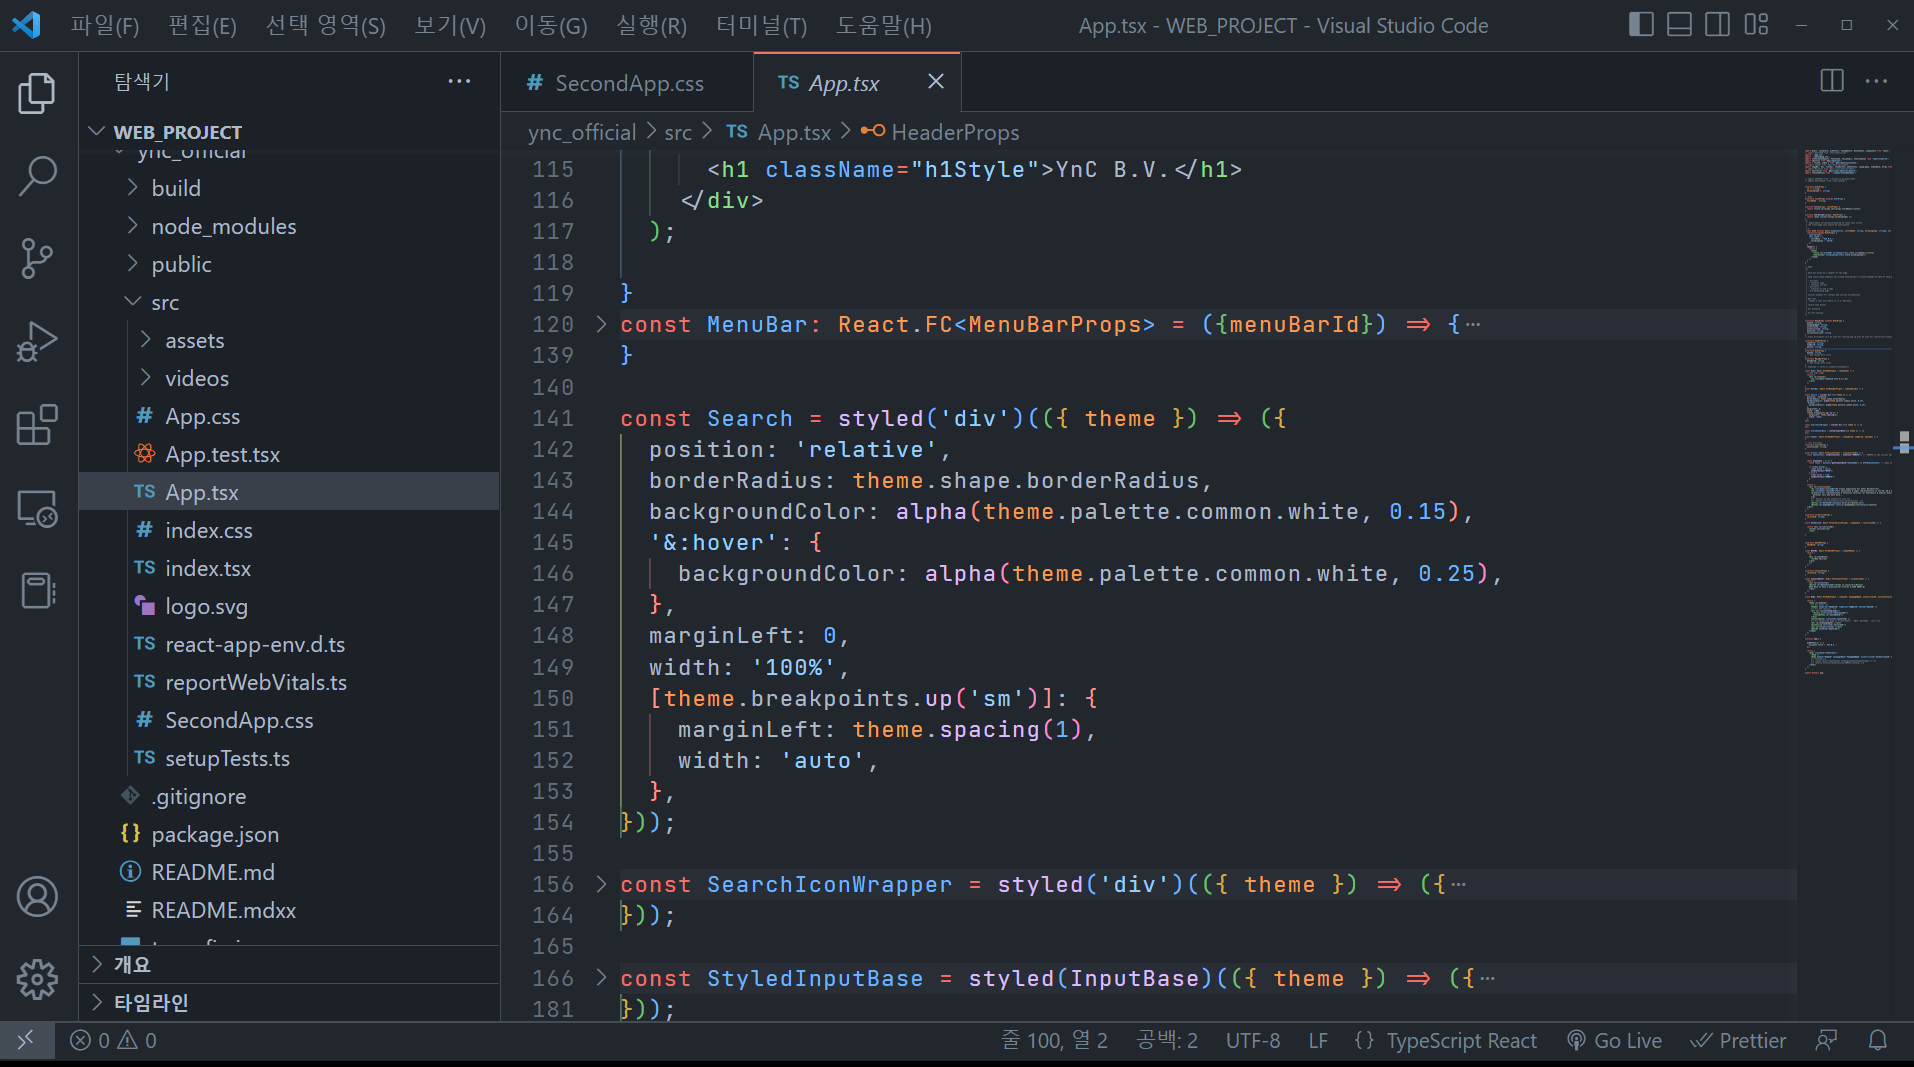 파일(F) 편집(E) 선택 영역(S) 보기(V) 이동(G) 실행(R) 터미널(T) 도움말(H) App.tsx - WEB_PROJECT - Visual Studio Code
탐색기 ···
WEB_PROJECT
ync_official
build
node_modules
public
src
assets
videos
# App.css
App.test.tsx
TS App.tsx
# index.css
TS index.tsx
logo.svg
TS react-app-env.d.ts
TS reportWebVitals.ts
# SecondApp.css
TS setupTests.ts
.gitignore
{} package.json
README.md
README.mdxx
개요
타임라인
# SecondApp.css TS App.tsx
ync_official > src > TS App.tsx > HeaderProps
115 <h1 className="h1Style">YnC B.V.</h1>
116 </div>
117 );
118
119 }
120 const MenuBar: React.FC<MenuBarProps> = ({menuBarId}) => {···
139 }
140
141 const Search = styled('div')(({ theme }) => ({
142 position: 'relative',
143 borderRadius: theme.shape.borderRadius,
144 backgroundColor: alpha(theme.palette.common.white, 0.15),
145 '&:hover': {
146 backgroundColor: alpha(theme.palette.common.white, 0.25),
147 },
148 marginLeft: 0,
149 width: '100%',
150 [theme.breakpoints.up('sm')]: {
151 marginLeft: theme.spacing(1),
152 width: 'auto',
153 },
154 }));
155
156 const SearchIconWrapper = styled('div')(({ theme }) => ({···
164 }));
165
166 const StyledInputBase = styled(InputBase)(({ theme }) => ({···
181 }));
0 0 줄 100, 열 2 공백: 2 UTF-8 LF {} TypeScript React Go Live Prettier